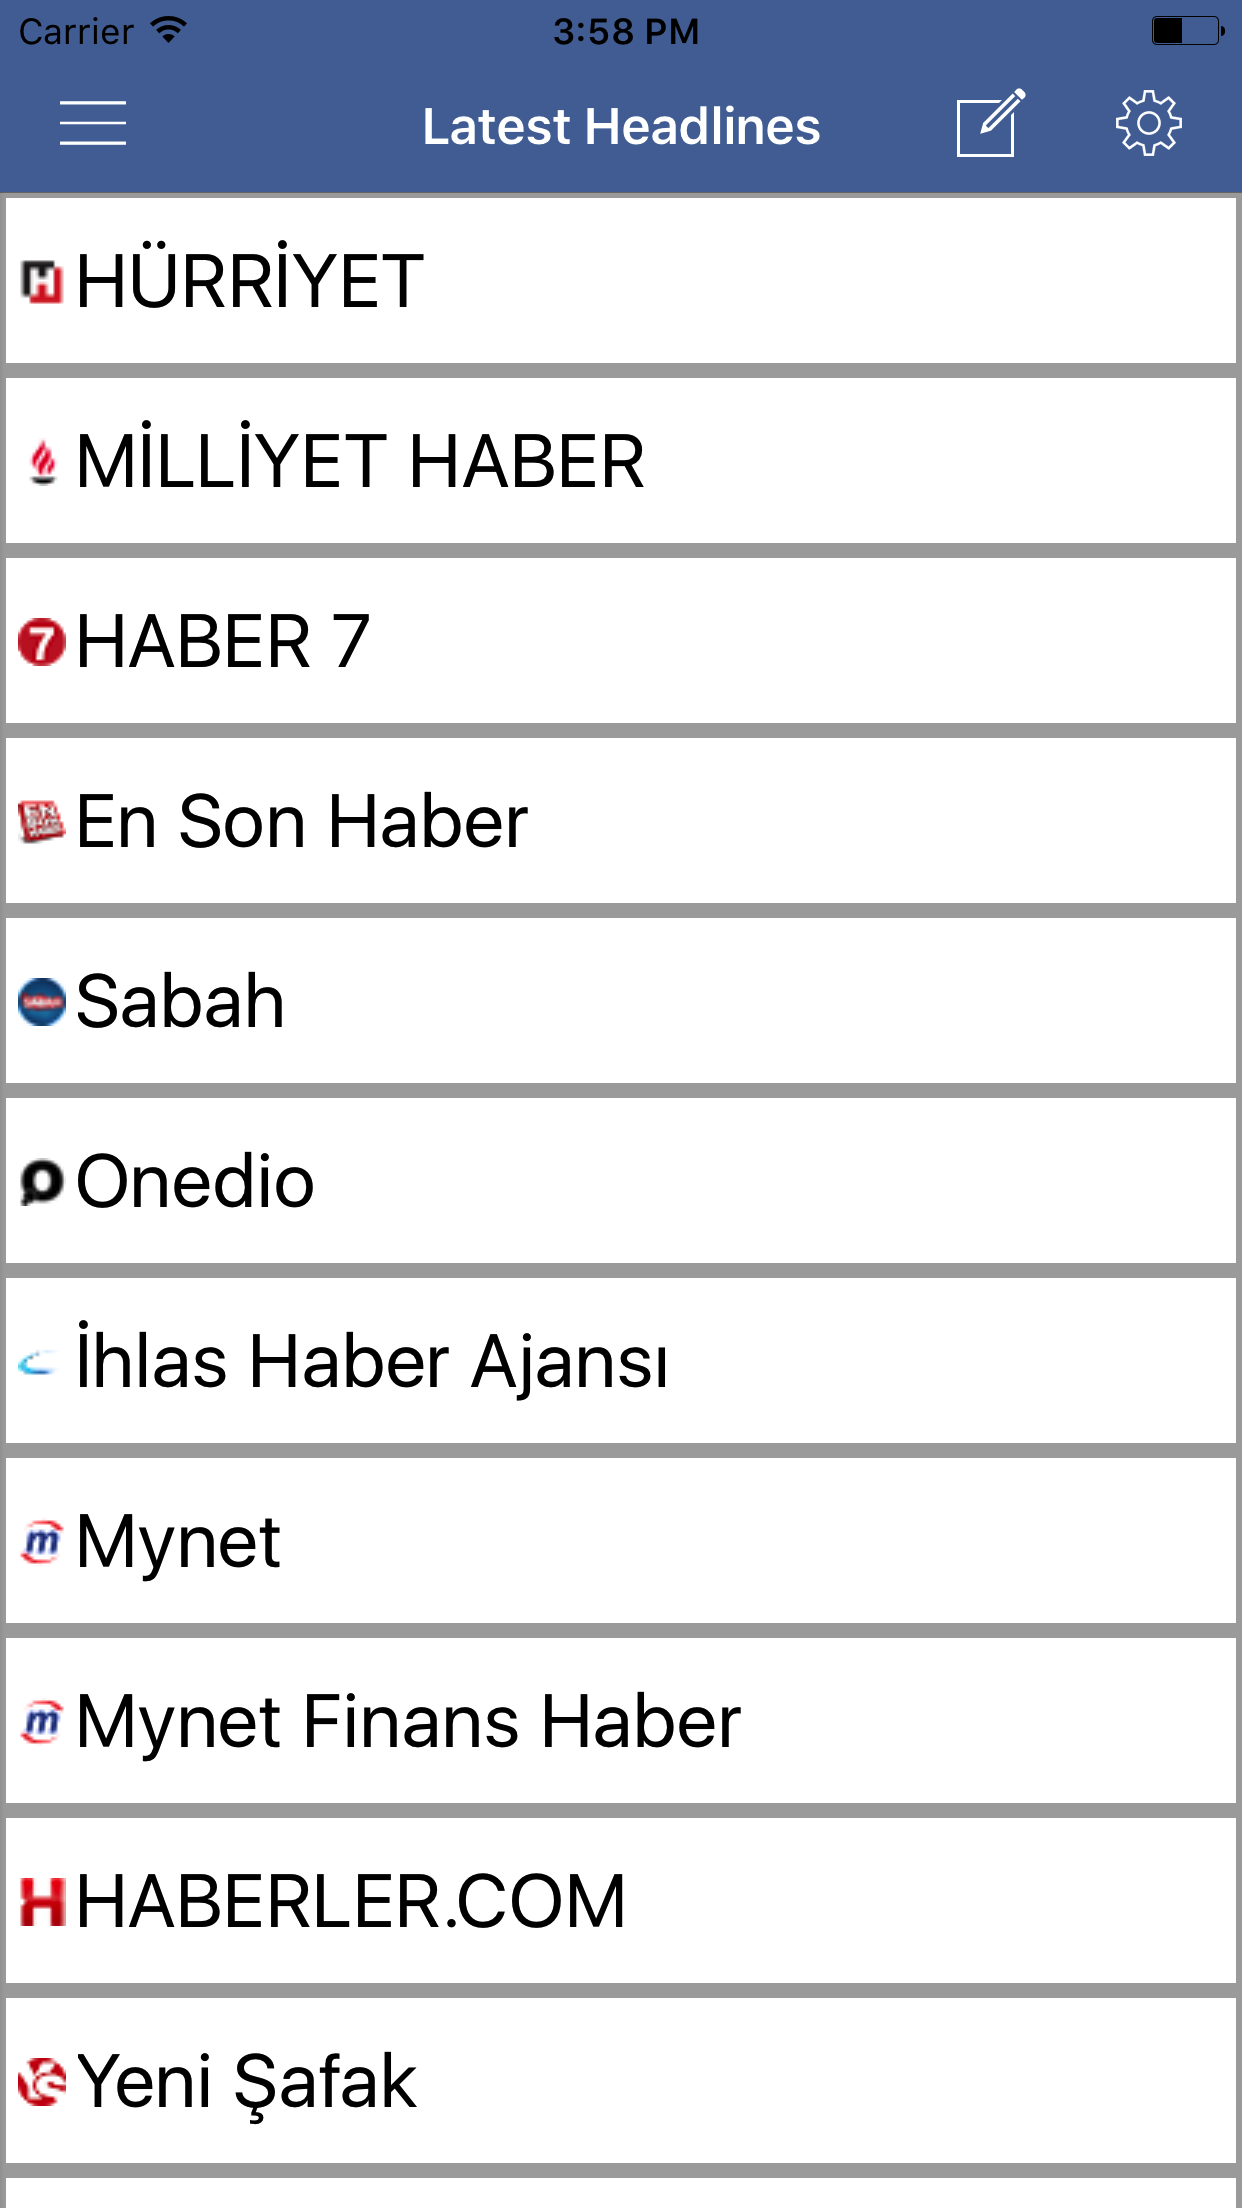 Carrier 3:58 PM
Latest Headlines
HÜRRİYET
MİLLİYET HABER
HABER 7
En Son Haber
Sabah
Onedio
İhlas Haber Ajansı
Mynet
Mynet Finans Haber
HABERLER.COM
Yeni Şafak